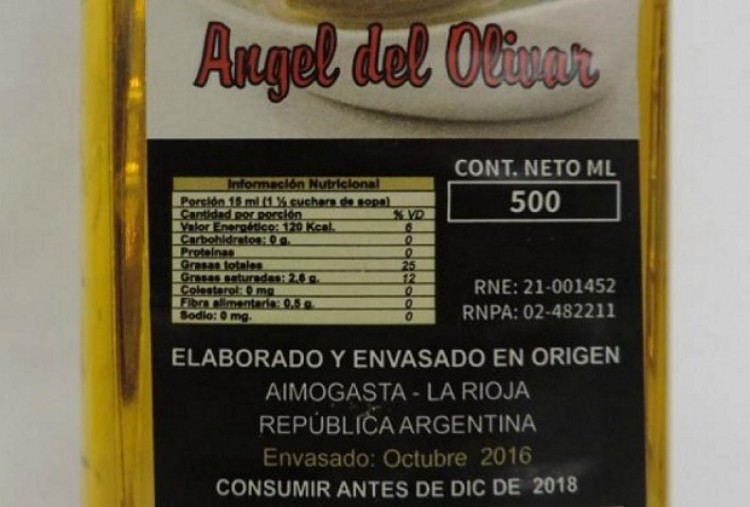 Angel del Olivar
CONT. NETO ML
500
Información Nutricional
Porción 15 ml (1 ½ cuchara de sopa)
Cantidad por porción % VD
Valor Energético: 120 Kcal. 6
Carbohidratos: 0 g. 0
Proteínas 0
Grasas totales 25
Grasas saturadas: 2,6 g. 12
Colesterol: 0 mg 0
Fibra alimentaria: 0,5 g. 0
Sodio: 0 mg. 0
RNE: 21-001452
RNPA: 02-482211
ELABORADO Y ENVASADO EN ORIGEN
AIMOGASTA - LA RIOJA
REPÚBLICA ARGENTINA
Envasado: Octubre 2016
CONSUMIR ANTES DE DIC DE 2018